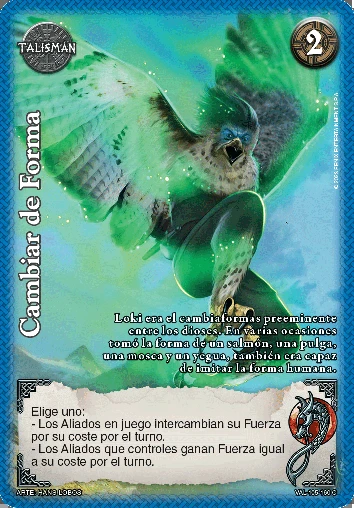 TALISMAN
2
Cambiar de Forma
Loki era el cambiaformas preeminente
entre los dioses. En varias ocasiones
tomó la forma de un salmón, una pulga,
una mosca y un yegua, también era capaz
de imitar la forma humana.
Elige uno:
- Los Aliados en juego intercambian su Fuerza
por su coste por el turno.
- Los Aliados que controles ganan Fuerza igual
a su coste por el turno.
ARTE: HANS LOBOS